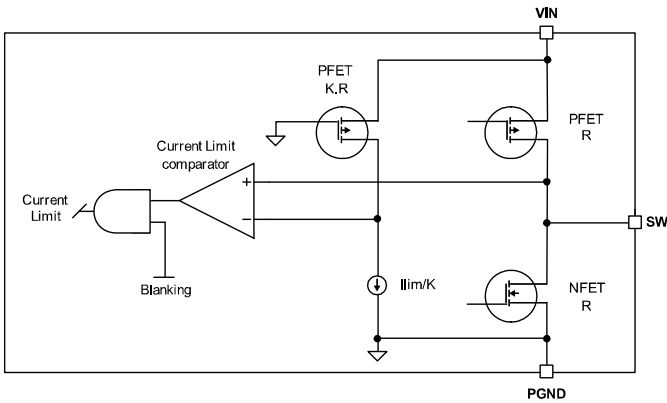 VIN
PFET
K.R
PFET
R
Current Limit
comparator
+
−
Current
Limit
SW
Blanking
Ilim/K
NFET
R
PGND